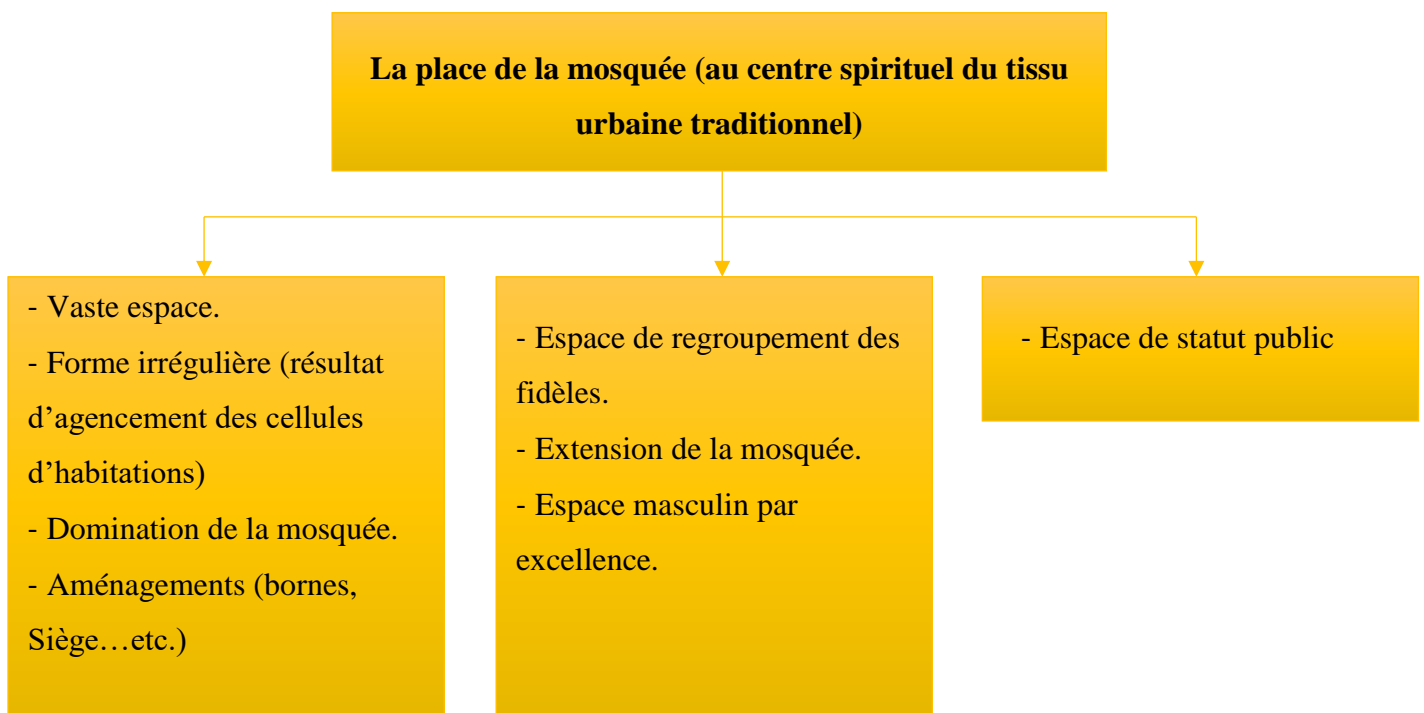 La place de la mosquée (au centre spirituel du tissu
urbaine traditionnel)
- Vaste espace.
- Forme irrégulière (résultat
d’agencement des cellules
d’habitations)
- Domination de la mosquée.
- Aménagements (bornes,
Siège…etc.)
- Espace de regroupement des
fidèles.
- Extension de la mosquée.
- Espace masculin par
excellence.
- Espace de statut public